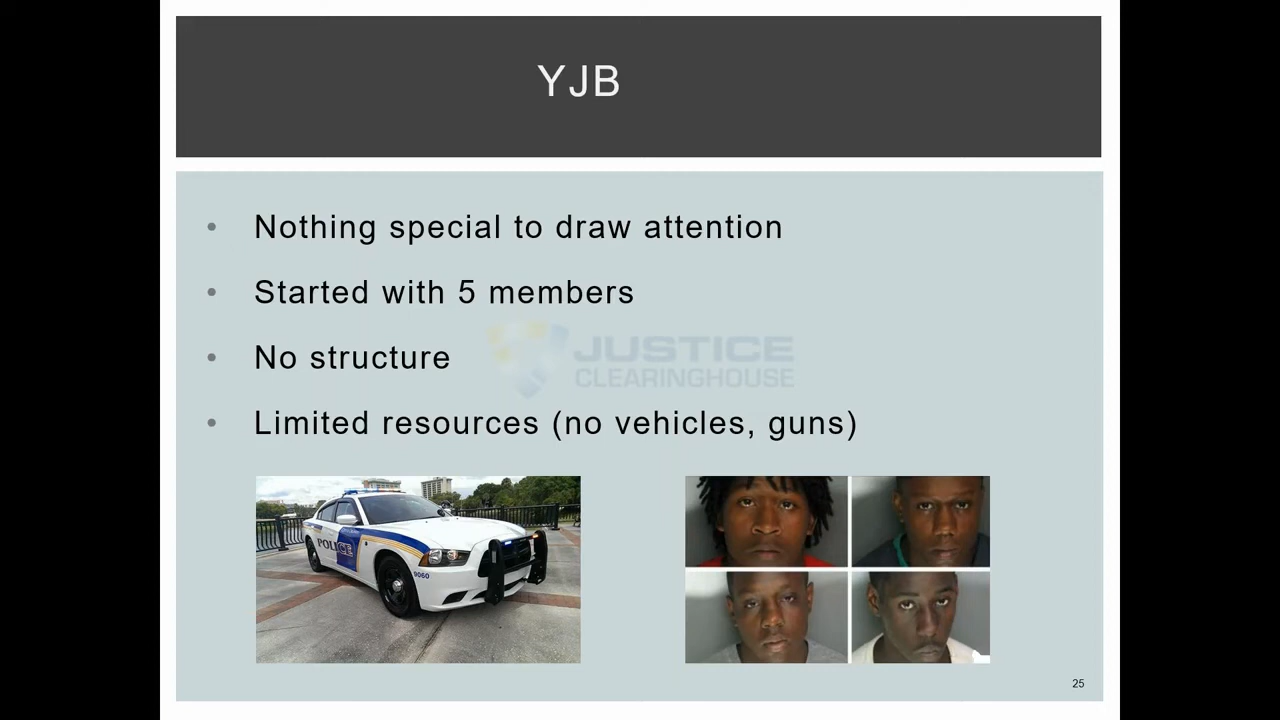 YJB
• Nothing special to draw attention
• Started with 5 members
• No structure
JUSTICE
CLEARINGHOUSE
• Limited resources (no vehicles, guns)
POLICE
9060
25